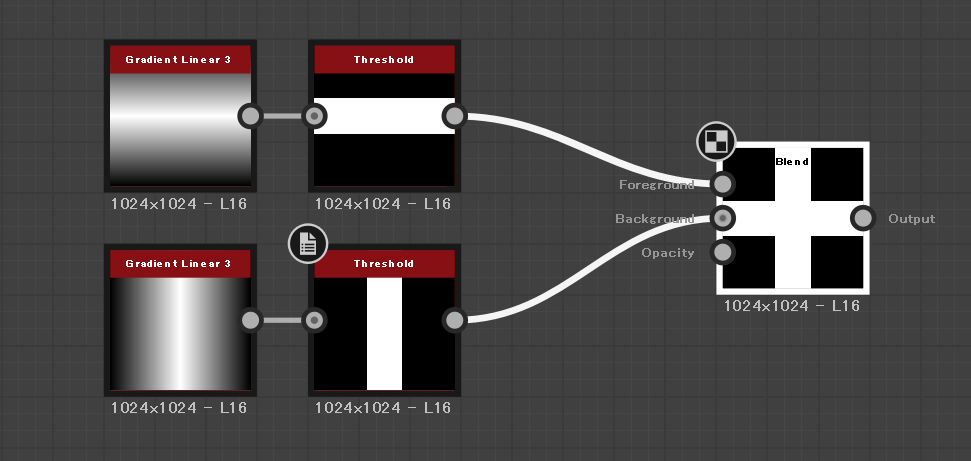 Gradient Linear 3
Threshold
1024x1024 - L16
1024x1024 - L16
Blend
Foreground
Background
Opacity
Output
1024x1024 - L16
Gradient Linear 3
Threshold
1024x1024 - L16
1024x1024 - L16